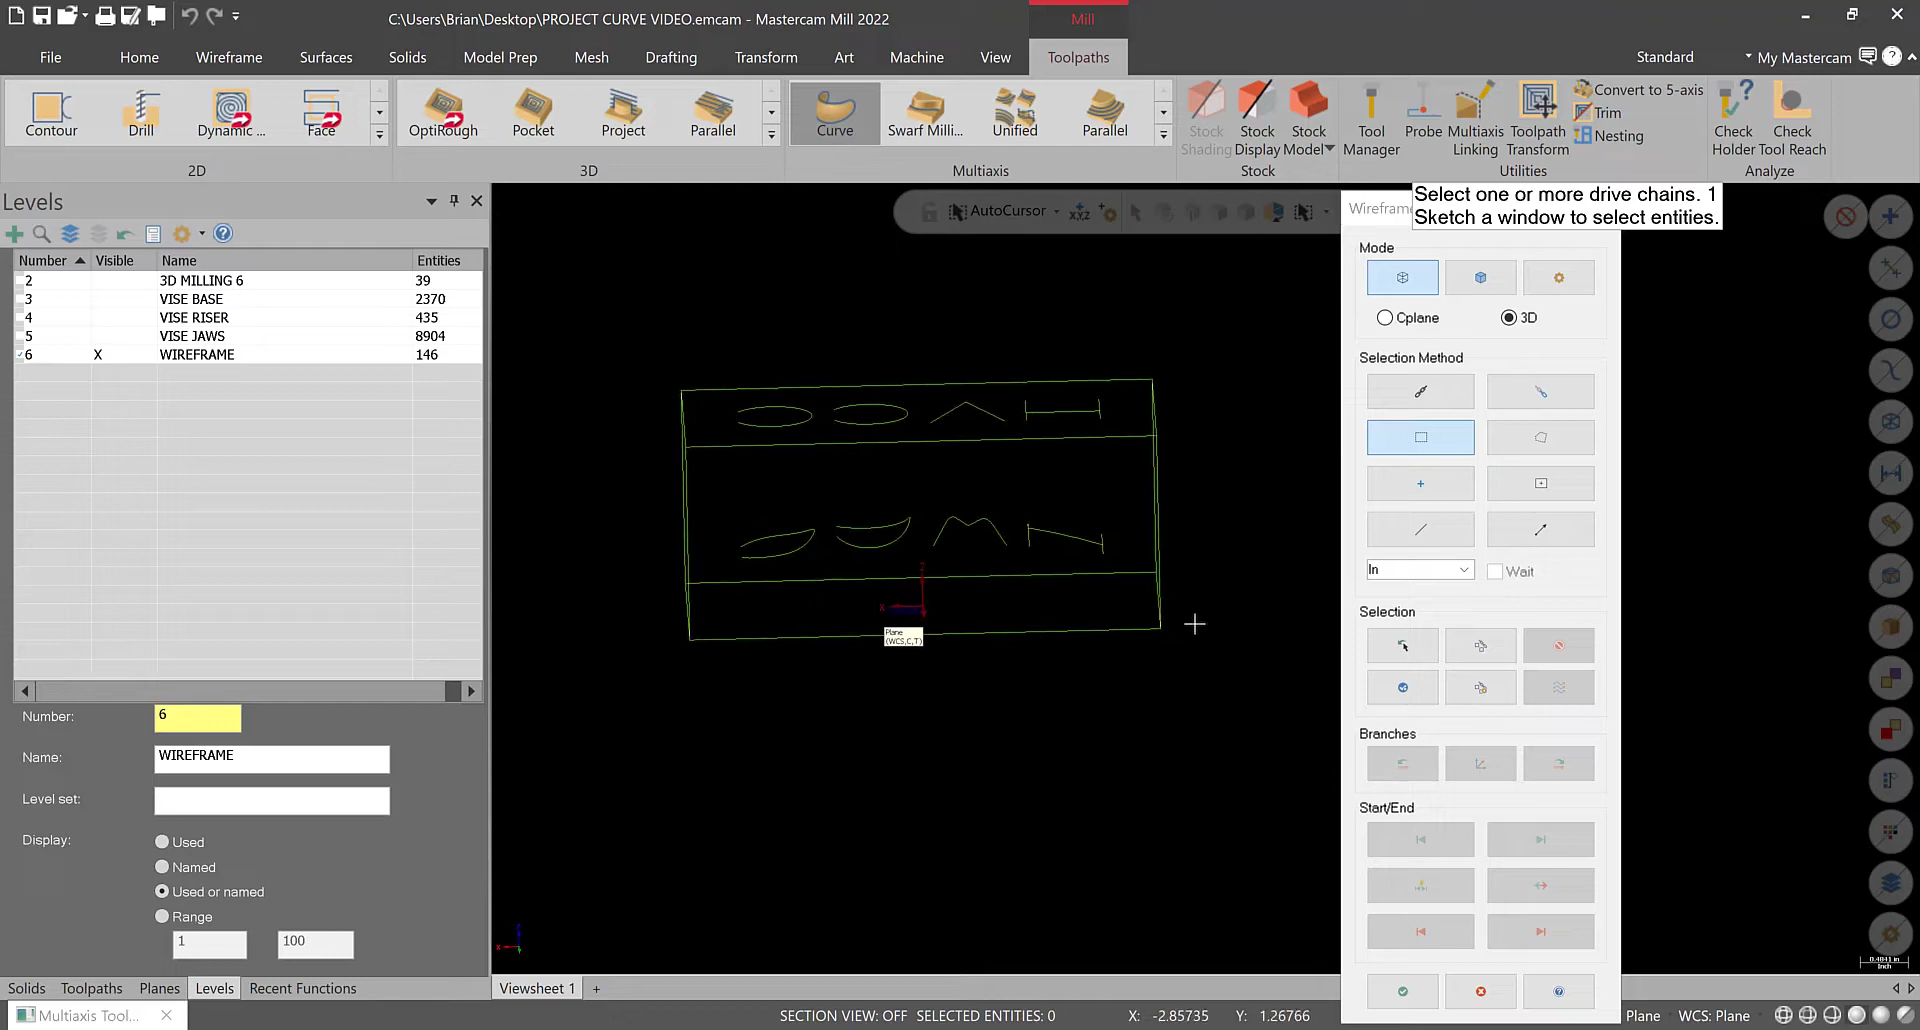 C:\Users\Brian\Desktop\PROJECT CURVE VIDEO.emcam - Mastercam Mill 2022
Mill
File Home Wireframe Surfaces Solids Model Prep Mesh Drafting Transform Art Machine View Toolpaths
Standard My Mastercam
Contour Drill Dynamic ... Face
2D
OptiRough Pocket Project Parallel
3D
Curve Swarf Milli... Unified Parallel
Multiaxis
Stock Shading Stock Display Stock Model
Stock
Tool Manager Probe Multiaxis Linking Toolpath Transform
Convert to 5-axis
Trim
Nesting
Utilities
Check Holder Check Tool Reach
Analyze
Levels
Number Visible Name Entities
2 3D MILLING 6 39
3 VISE BASE 2370
4 VISE RISER 435
5 VISE JAWS 8904
6 X WIREFRAME 146
Number: 6
Name: WIREFRAME
Level set:
Display: Used
Named
Used or named
Range
1 100
Solids Toolpaths Planes Levels Recent Functions
Multiaxis Tool...
AutoCursor
X
Z
Plane
(WCS,C,T)
Viewsheet 1 +
Select one or more drive chains. 1
Sketch a window to select entities.
Mode
Cplane 3D
Selection Method
In Wait
Selection
Branches
Start/End
0.4841 in
Inch
SECTION VIEW: OFF SELECTED ENTITIES: 0 X: -2.85735 Y: 1.26766
Plane WCS: Plane